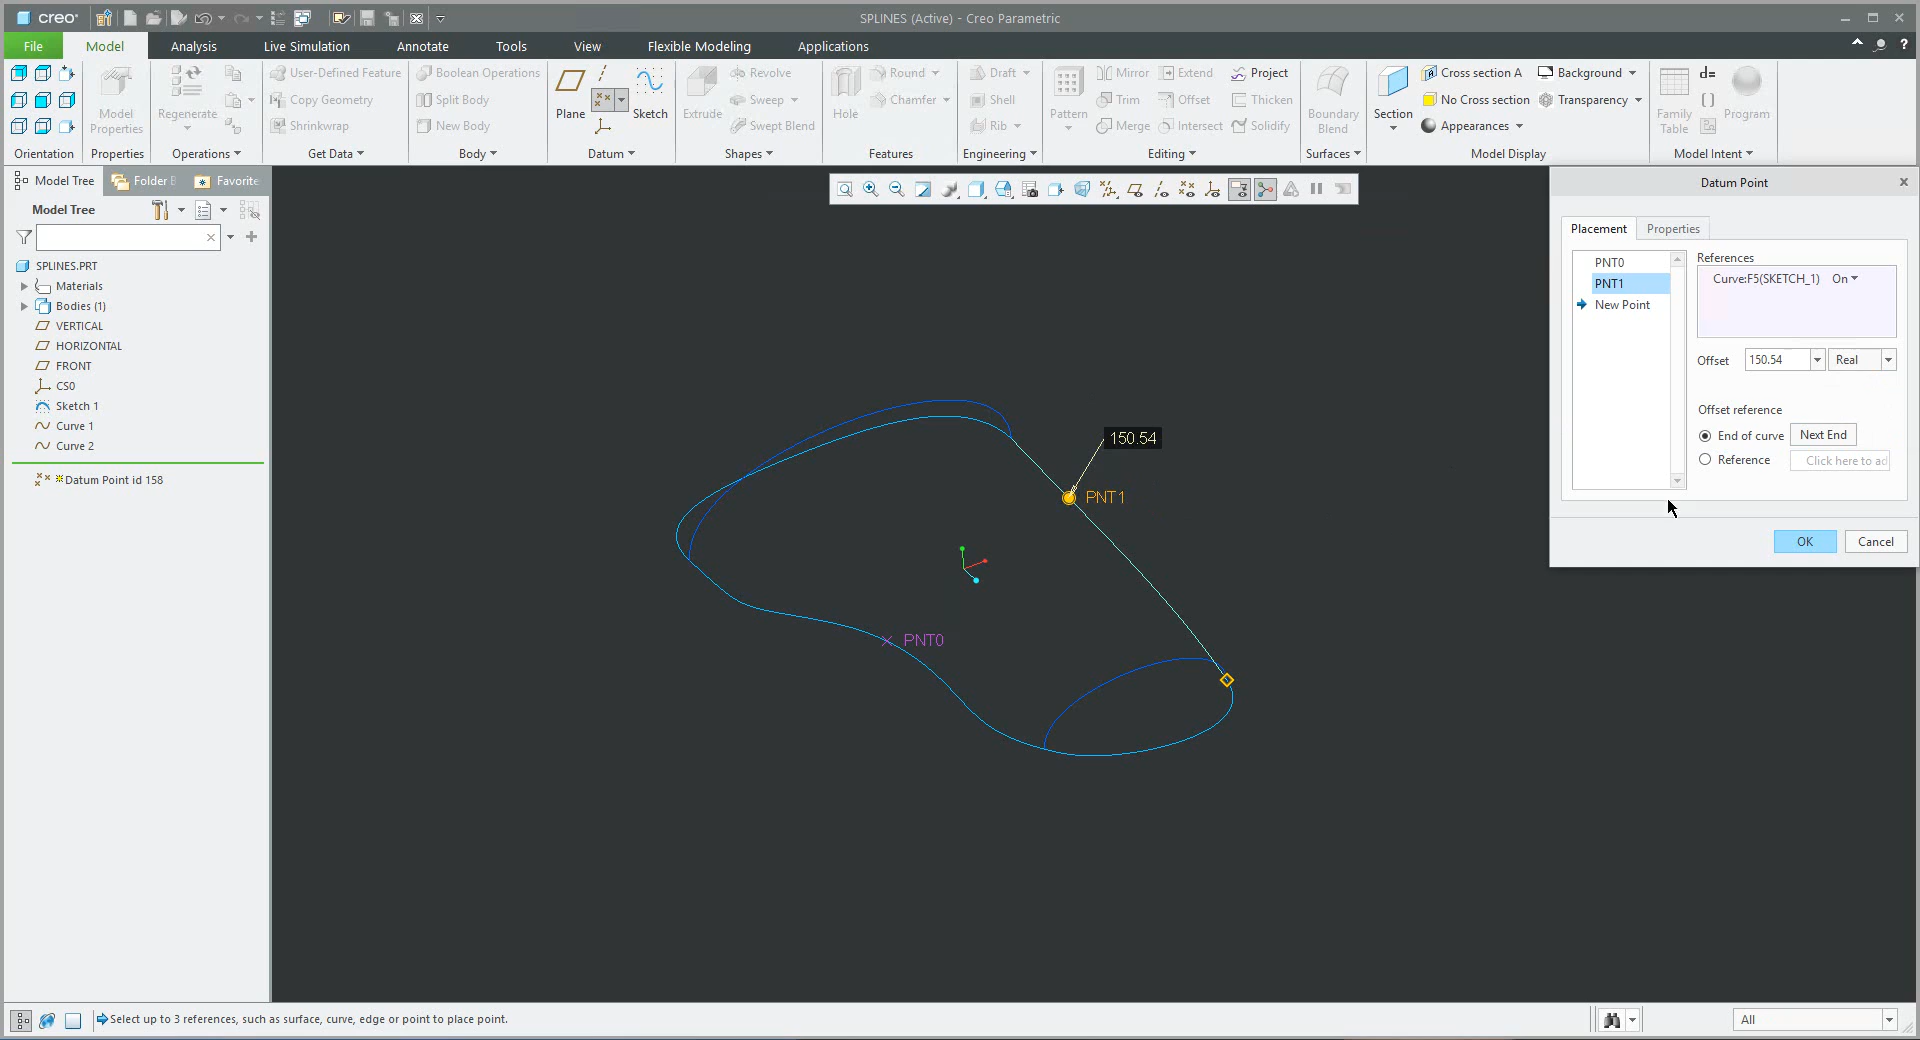 creo
SPLINES (Active) - Creo Parametric
File
Model
Analysis
Live Simulation
Annotate
Tools
View
Flexible Modeling
Applications
Model Properties
Properties
Regenerate
Operations
User-Defined Feature
Copy Geometry
Shrinkwrap
Get Data
Boolean Operations
Split Body
New Body
Body
Plane
Sketch
Datum
Extrude
Revolve
Sweep
Swept Blend
Shapes
Hole
Round
Chamfer
Features
Draft
Shell
Rib
Engineering
Pattern
Mirror
Extend
Project
Trim
Offset
Thicken
Merge
Intersect
Solidify
Editing
Boundary Blend
Surfaces
Section
Cross section A
No Cross section
Appearances
Background
Transparency
Model Display
Family Table
d=
Program
Model Intent
Orientation
Model Tree
Folder B
Favorite
Model Tree
SPLINES.PRT
Materials
Bodies (1)
VERTICAL
HORIZONTAL
FRONT
CS0
Sketch 1
Curve 1
Curve 2
Datum Point id 158
150.54
PNT1
PNT0
Datum Point
Placement
Properties
PNT0
PNT1
New Point
References
Curve:F5(SKETCH_1) On
Offset 150.54 Real
Offset reference
End of curve Next End
Reference Click here to ad
OK
Cancel
Select up to 3 references, such as surface, curve, edge or point to place point.
All